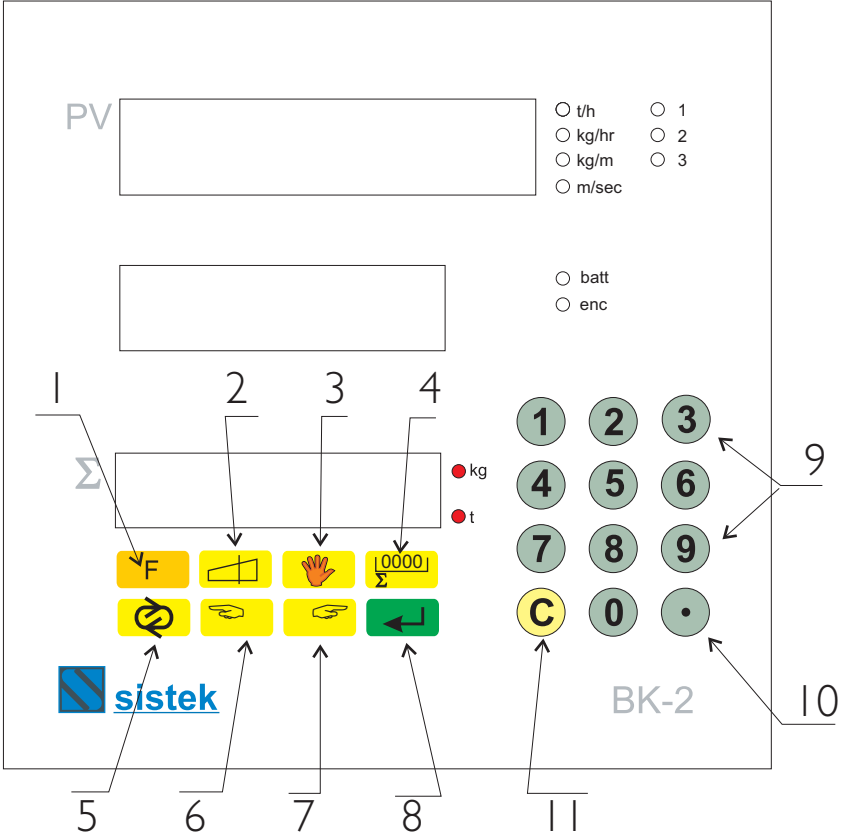 PV
t/h 1
kg/hr 2
kg/m 3
m/sec
batt
enc
1 2 3 4
Σ
kg
t
1 2 3
4 5 6
7 8 9
C 0 .
9
F
0000
Σ
sistek
BK-2
10
5 6 7 8 11